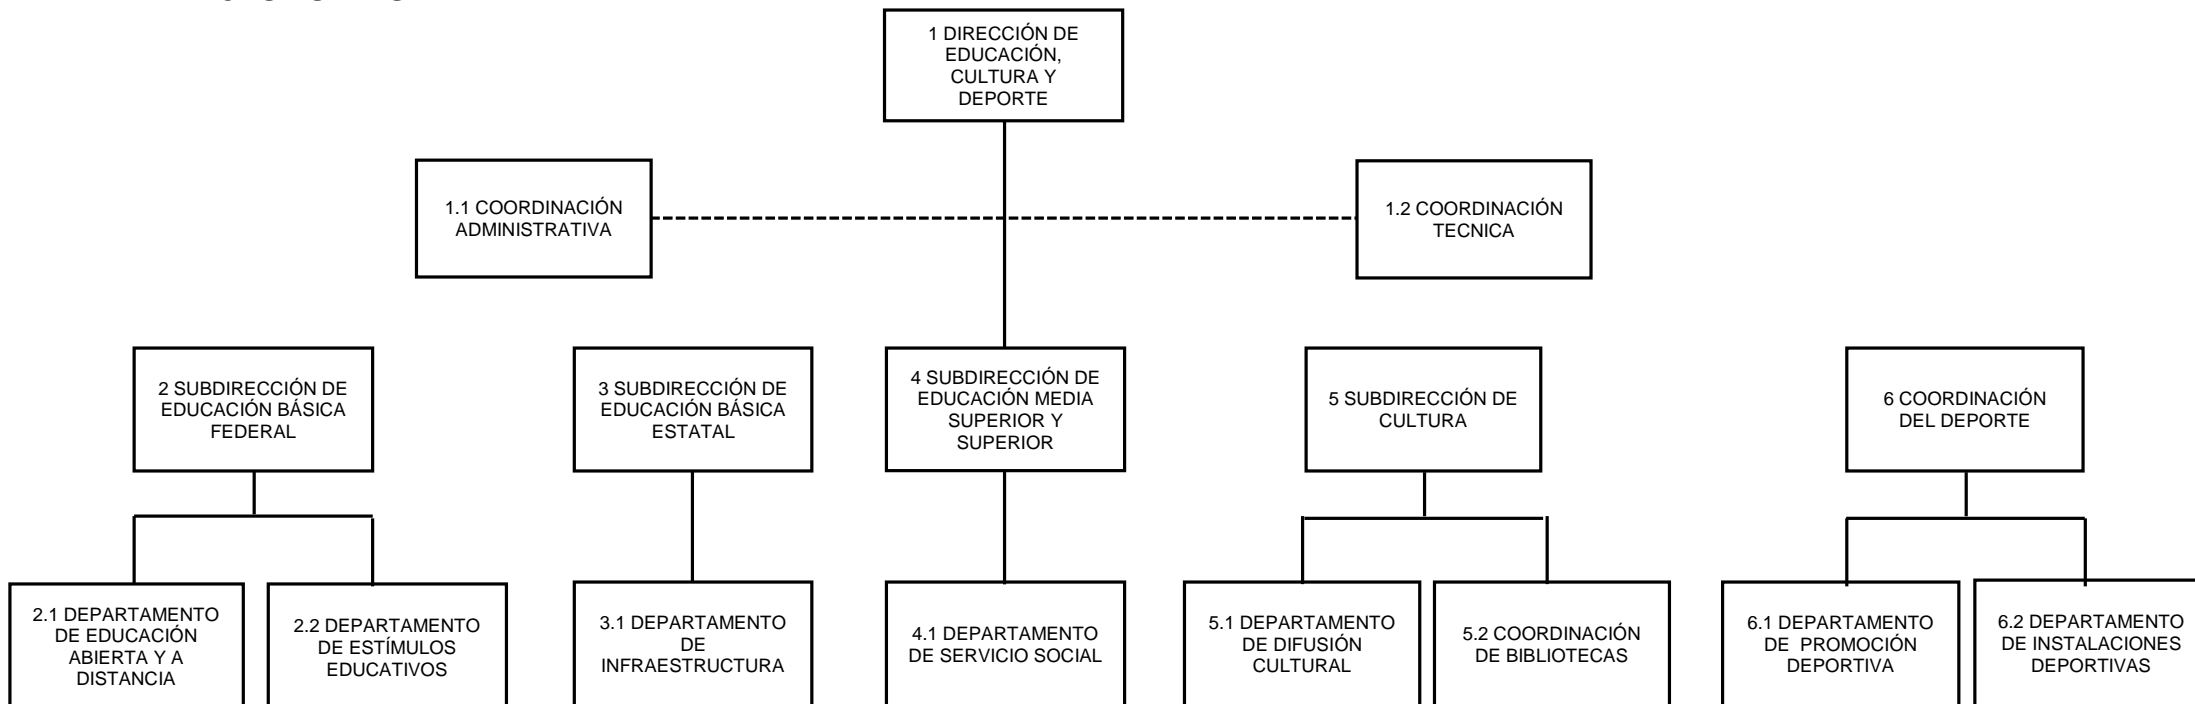 1 DIRECCIÓN DE
EDUCACIÓN,
CULTURA Y
DEPORTE
1.1 COORDINACIÓN
ADMINISTRATIVA
1.2 COORDINACIÓN
TECNICA
2 SUBDIRECCIÓN DE
EDUCACIÓN BÁSICA
FEDERAL
3 SUBDIRECCIÓN DE
EDUCACIÓN BÁSICA
ESTATAL
4 SUBDIRECCIÓN DE
EDUCACIÓN MEDIA
SUPERIOR Y
SUPERIOR
5 SUBDIRECCIÓN DE
CULTURA
6 COORDINACIÓN
DEL DEPORTE
2.1 DEPARTAMENTO
DE EDUCACIÓN
ABIERTA Y A
DISTANCIA
2.2 DEPARTAMENTO
DE ESTÍMULOS
EDUCATIVOS
3.1 DEPARTAMENTO
DE
INFRAESTRUCTURA
4.1 DEPARTAMENTO
DE SERVICIO SOCIAL
5.1 DEPARTAMENTO
DE DIFUSIÓN
CULTURAL
5.2 COORDINACIÓN
DE BIBLIOTECAS
6.1 DEPARTAMENTO
DE PROMOCIÓN
DEPORTIVA
6.2 DEPARTAMENTO
DE INSTALACIONES
DEPORTIVAS